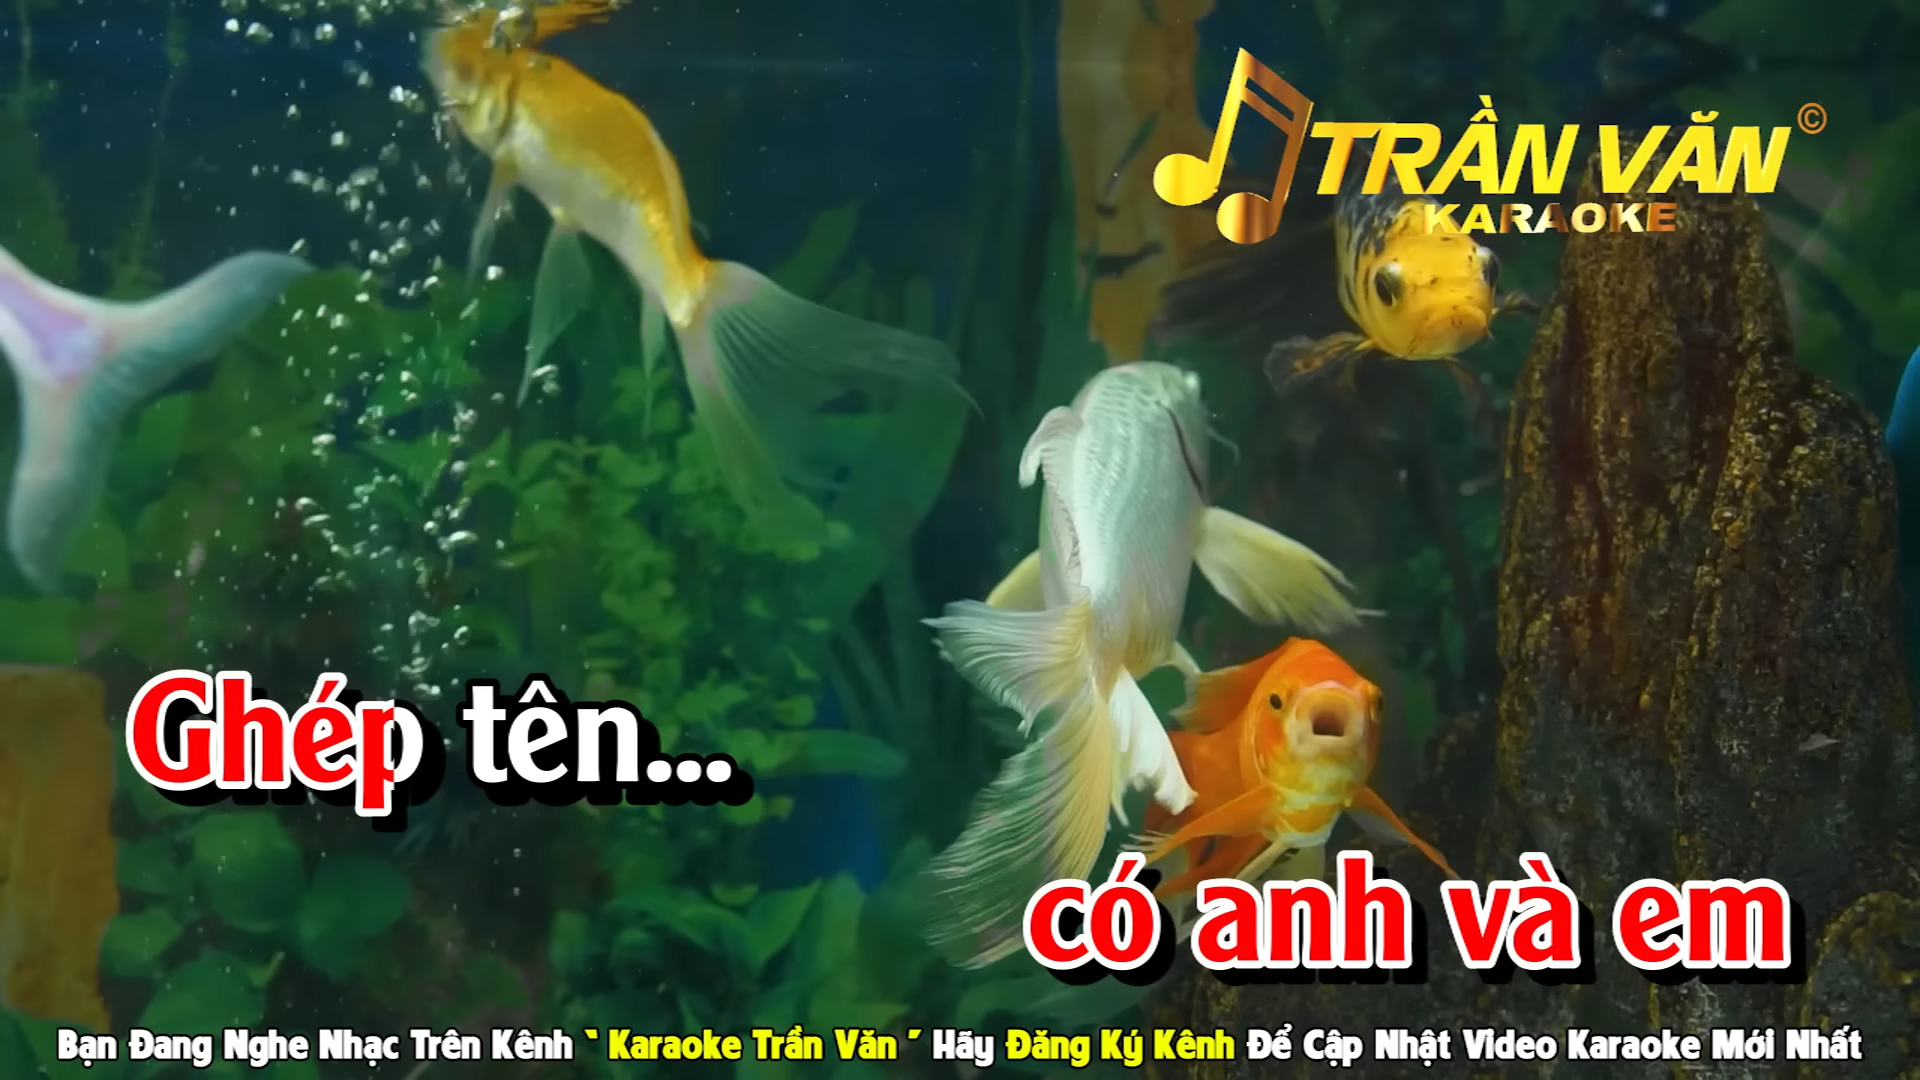 TRẦN VĂN ©
KARAOKE
Ghép tên...
có anh và em
Bạn Đang Nghe Nhạc Trên Kênh ` Karaoke Trần Văn ´ Hãy Đăng Ký Kênh Để Cập Nhật Video Karaoke Mới Nhất